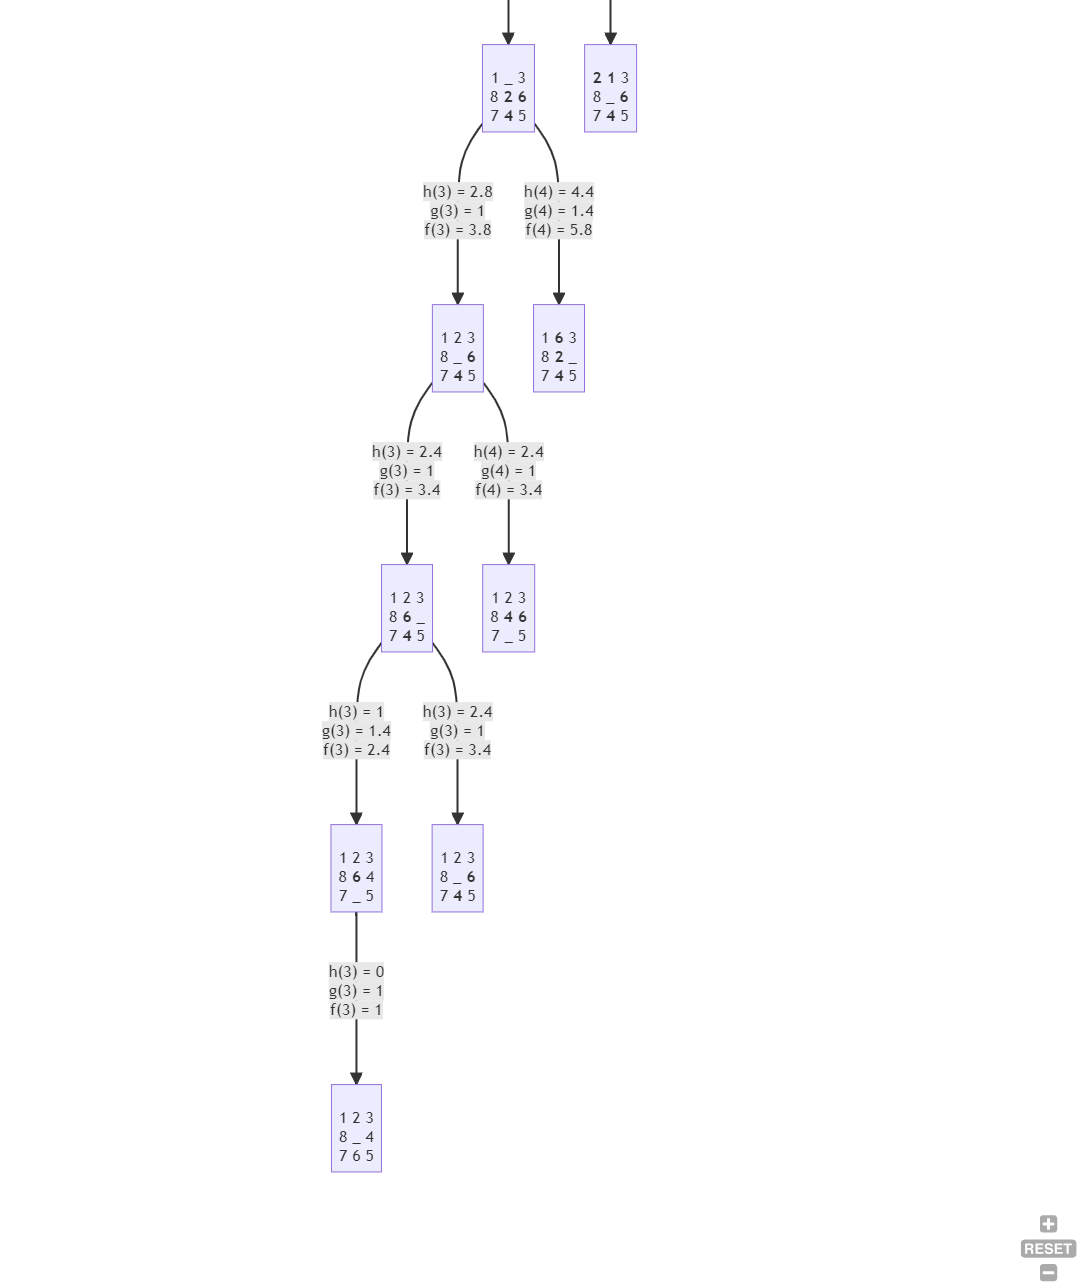 1 _ 3
8 2 6
7 4 5
2 1 3
8 _ 6
7 4 5
h(3) = 2.8
g(3) = 1
f(3) = 3.8
h(4) = 4.4
g(4) = 1.4
f(4) = 5.8
1 2 3
8 _ 6
7 4 5
1 6 3
8 2 _
7 4 5
h(3) = 2.4
g(3) = 1
f(3) = 3.4
h(4) = 2.4
g(4) = 1
f(4) = 3.4
1 2 3
8 6 _
7 4 5
1 2 3
8 4 6
7 _ 5
h(3) = 1
g(3) = 1.4
f(3) = 2.4
h(3) = 2.4
g(3) = 1
f(3) = 3.4
1 2 3
8 6 4
7 _ 5
1 2 3
8 _ 6
7 4 5
h(3) = 0
g(3) = 1
f(3) = 1
1 2 3
8 _ 4
7 6 5
RESET